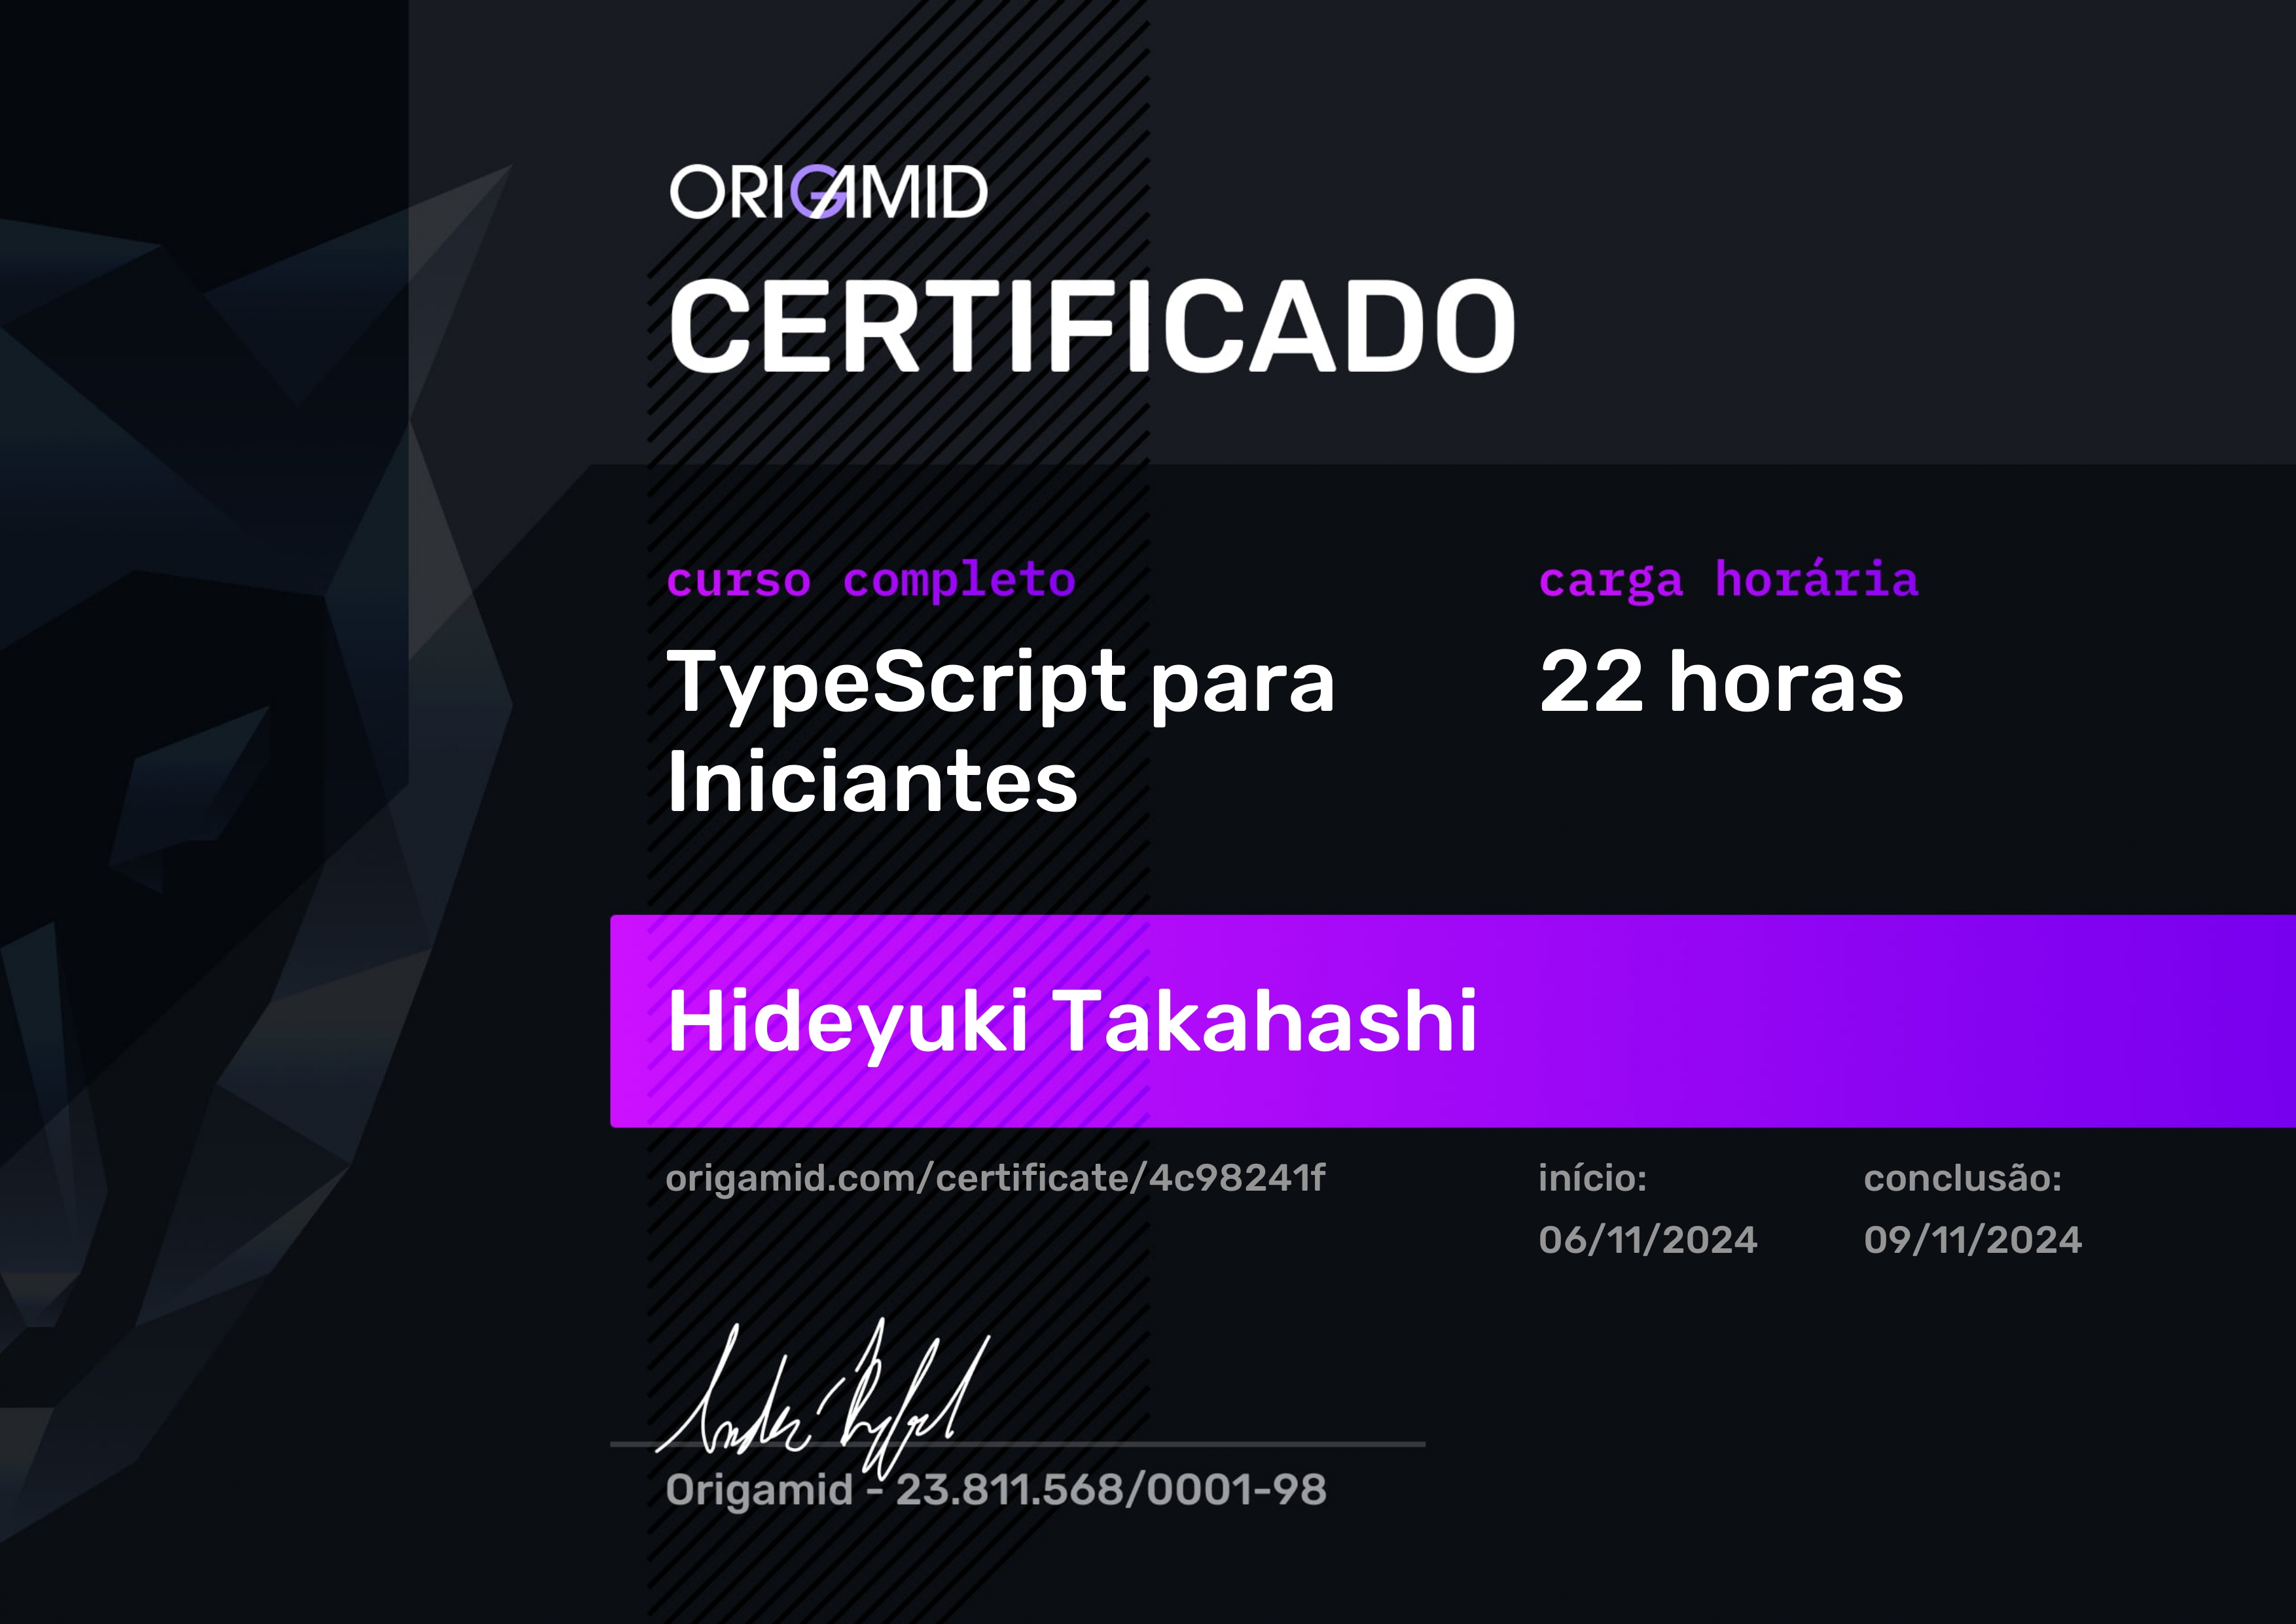 ORIGAMID
CERTIFICADO
curso completo
TypeScript para
Iniciantes
carga horária
22 horas
Hideyuki Takahashi
origamid.com/certificate/4c98241f
início:
06/11/2024
conclusão:
09/11/2024
Origamid - 23.811.568/0001-98